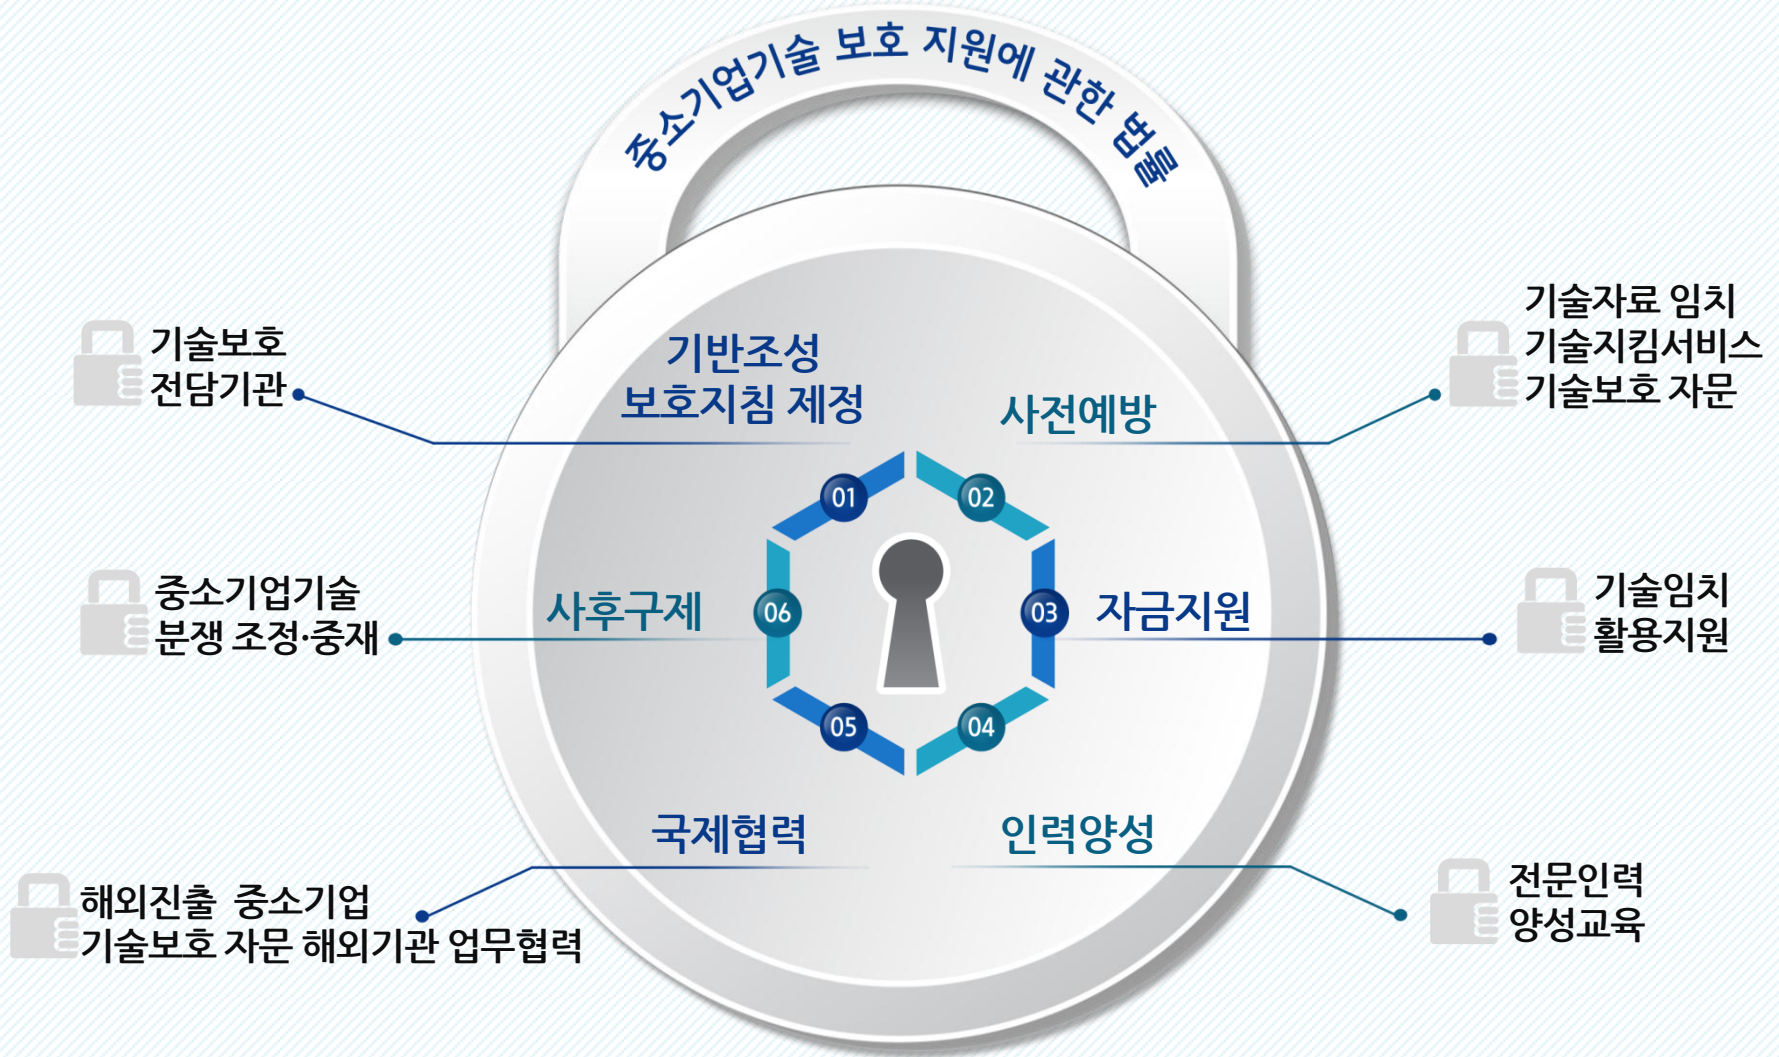 중소기업기술 보호 지원에 관한 법률
기술보호
전담기관
기반조성
보호지침 제정
01
사전예방
02
기술자료 임치
기술지킴서비스
기술보호 자문
자금지원
03
기술임치
활용지원
인력양성
04
전문인력
양성교육
국제협력
05
해외진출 중소기업
기술보호 자문 해외기관 업무협력
사후구제
06
중소기업기술
분쟁 조정·중재